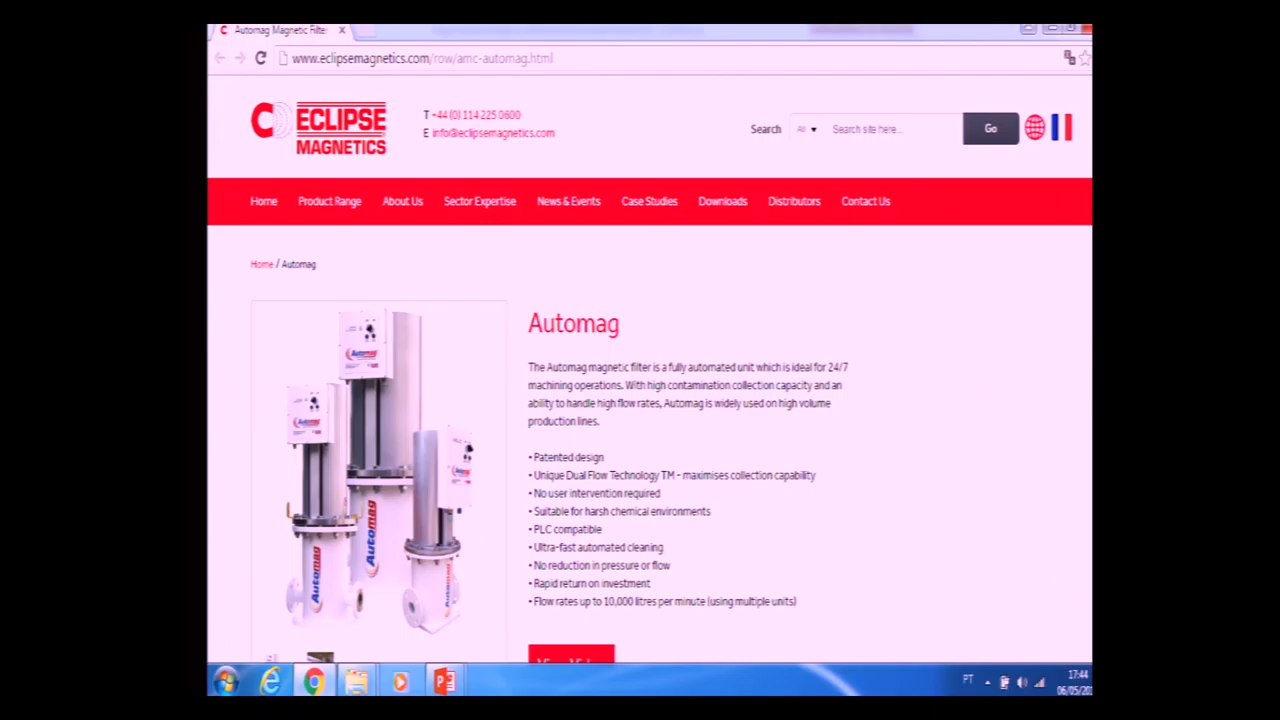 Automag Magnetic Filte
www.eclipsemagnetics.com/row/amc-automag.html
ECLIPSE
MAGNETICS
T +44 (0) 114 225 0600
E info@eclipsemagnetics.com
Search
All
Search site here...
Go
Home Product Range About Us Sector Expertise News & Events Case Studies Downloads Distributors Contact Us
Home / Automag
Automag
The Automag magnetic filter is a fully automated unit which is ideal for 24/7
machining operations. With high contamination collection capacity and an
ability to handle high flow rates, Automag is widely used on high volume
production lines.
• Patented design
• Unique Dual Flow Technology TM - maximises collection capability
• No user intervention required
• Suitable for harsh chemical environments
• PLC compatible
• Ultra-fast automated cleaning
• No reduction in pressure or flow
• Rapid return on investment
• Flow rates up to 10,000 litres per minute (using multiple units)
Automag
Automag
Automag
Automag
Automag
PT
17:44
06/05/20